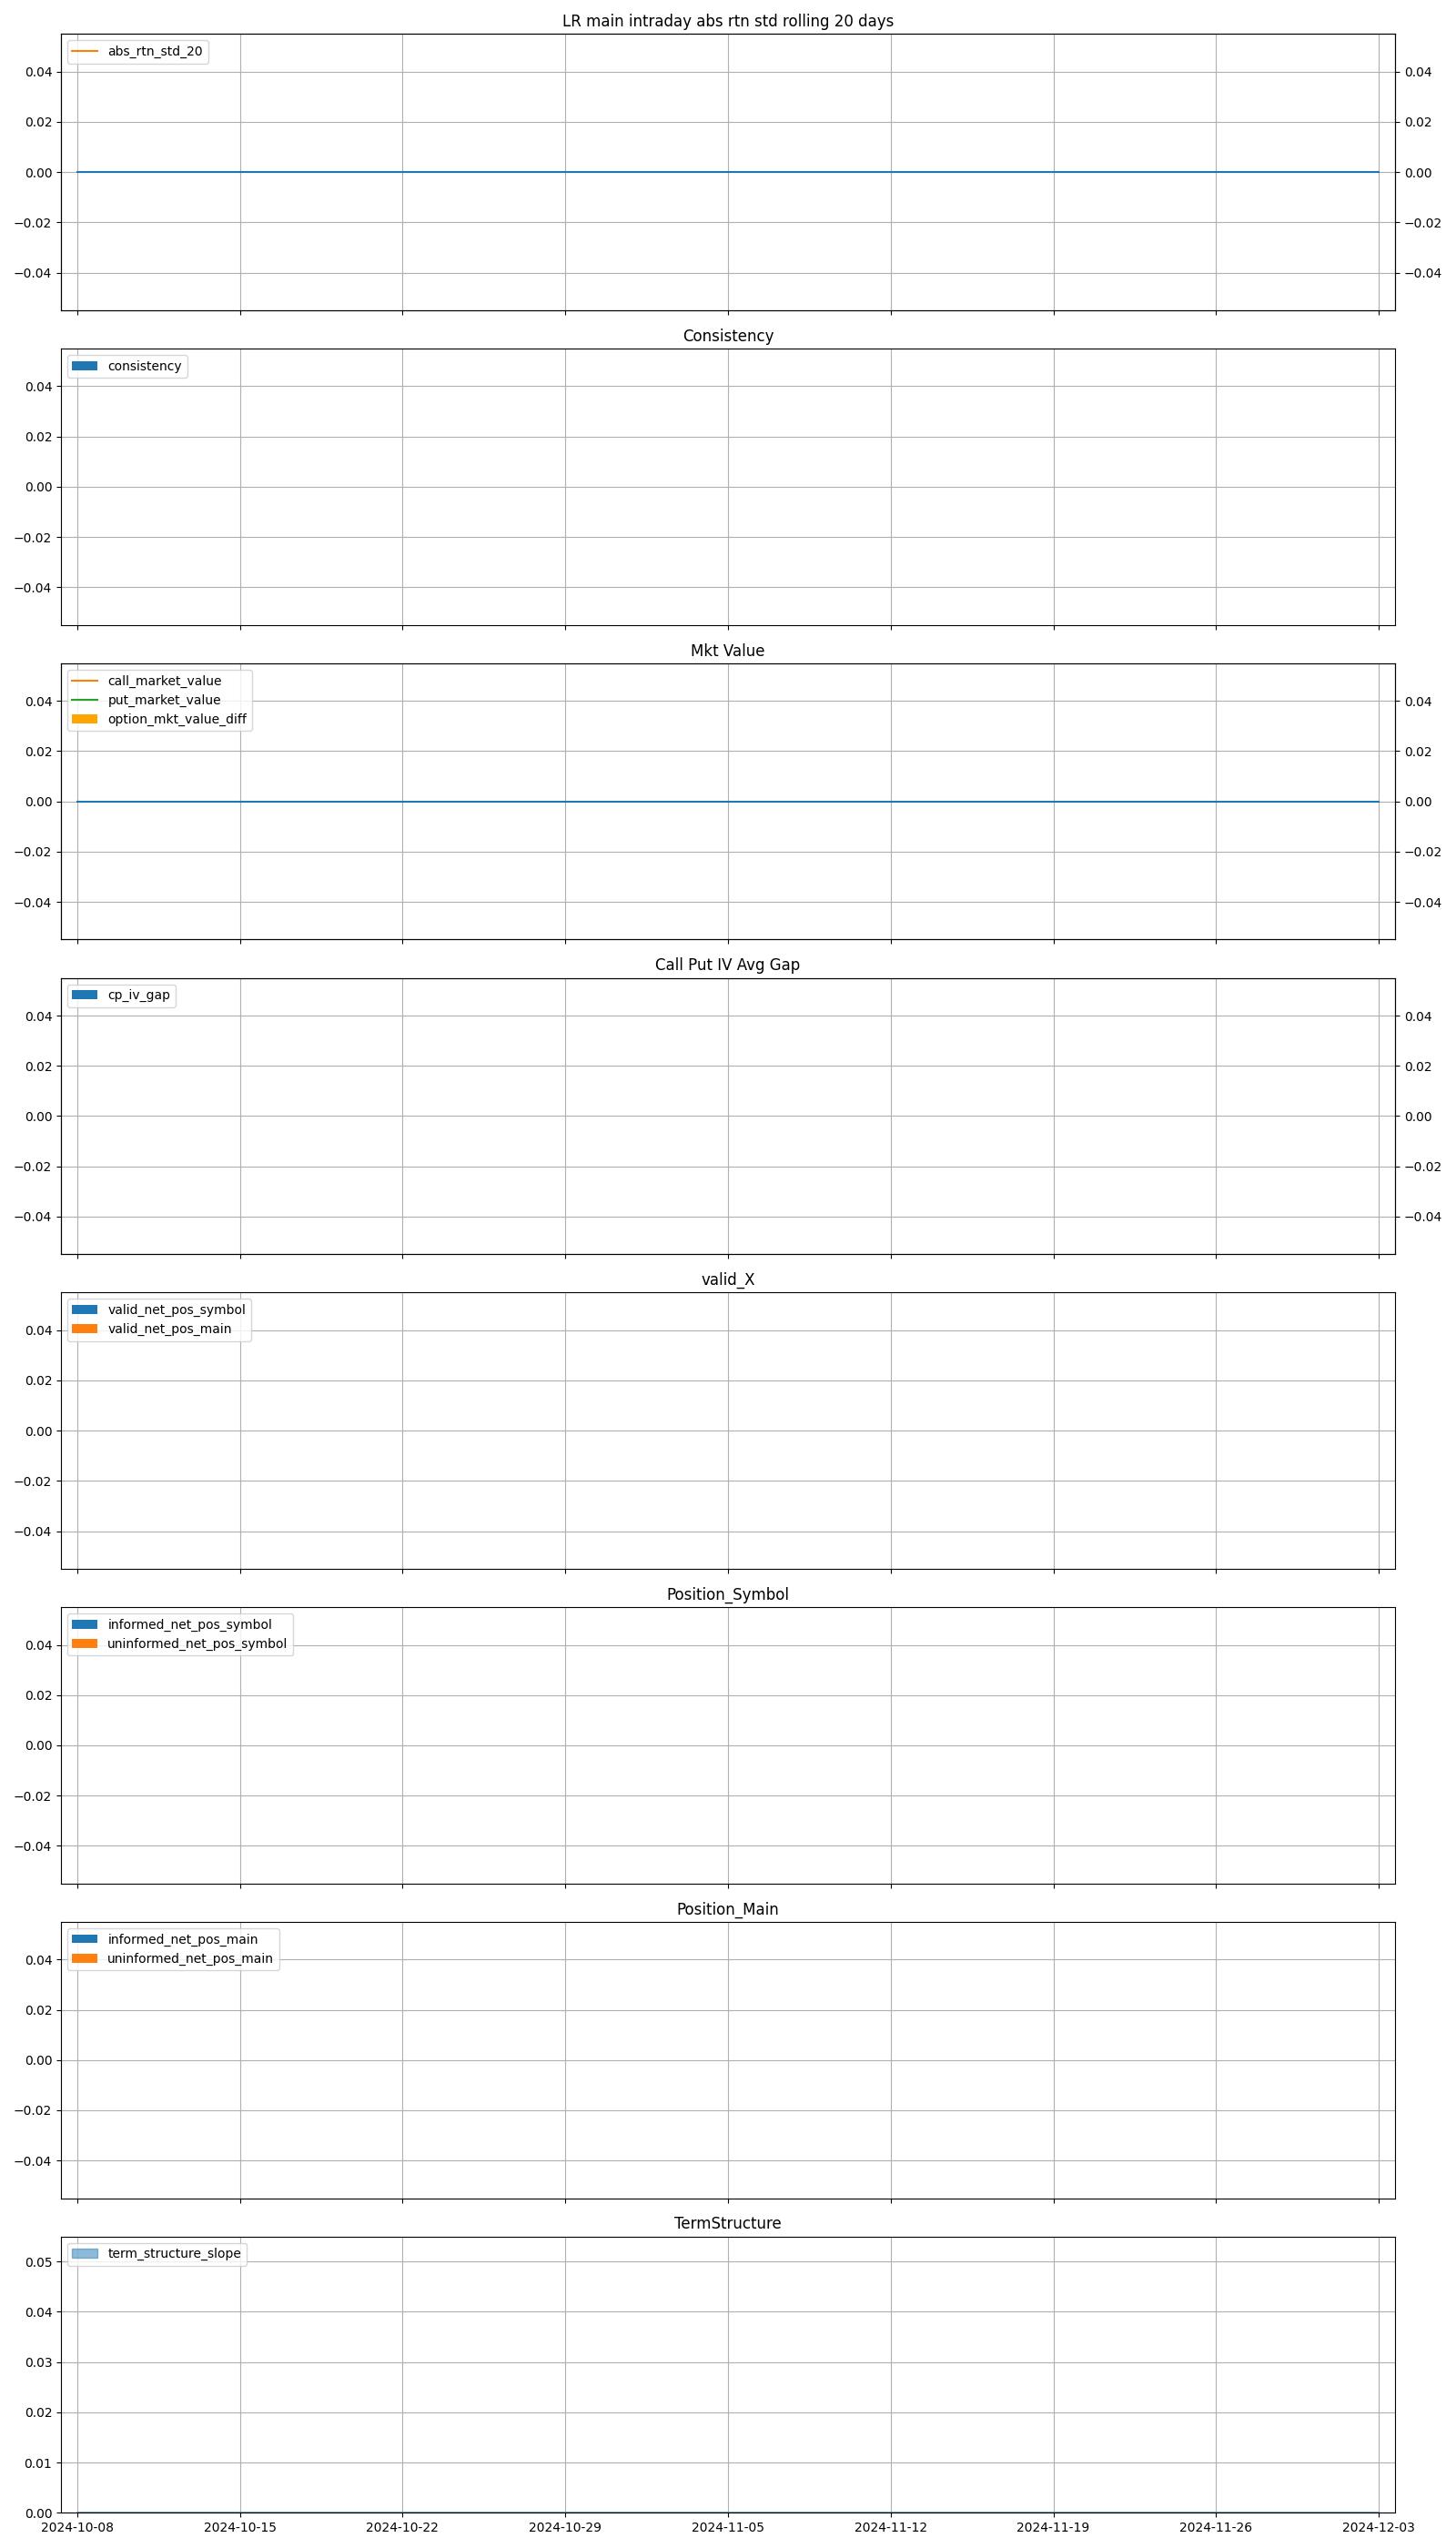 LR main intraday abs rtn std rolling 20 days
abs_rtn_std_20
0.04 0.04
0.02 0.02
0.00 0.00
−0.02 −0.02
−0.04 −0.04
Consistency
consistency
0.04
0.02
0.00
−0.02
−0.04
Mkt Value
call_market_value
put_market_value
option_mkt_value_diff
0.04 0.04
0.02 0.02
0.00 0.00
−0.02 −0.02
−0.04 −0.04
Call Put IV Avg Gap
cp_iv_gap
0.04 0.04
0.02 0.02
0.00 0.00
−0.02 −0.02
−0.04 −0.04
valid_X
valid_net_pos_symbol
valid_net_pos_main
0.04
0.02
0.00
−0.02
−0.04
Position_Symbol
informed_net_pos_symbol
uninformed_net_pos_symbol
0.04
0.02
0.00
−0.02
−0.04
Position_Main
informed_net_pos_main
uninformed_net_pos_main
0.04
0.02
0.00
−0.02
−0.04
TermStructure
term_structure_slope
0.05
0.04
0.03
0.02
0.01
0.00
2024-10-08 2024-10-15 2024-10-22 2024-10-29 2024-11-05 2024-11-12 2024-11-19 2024-11-26 2024-12-03